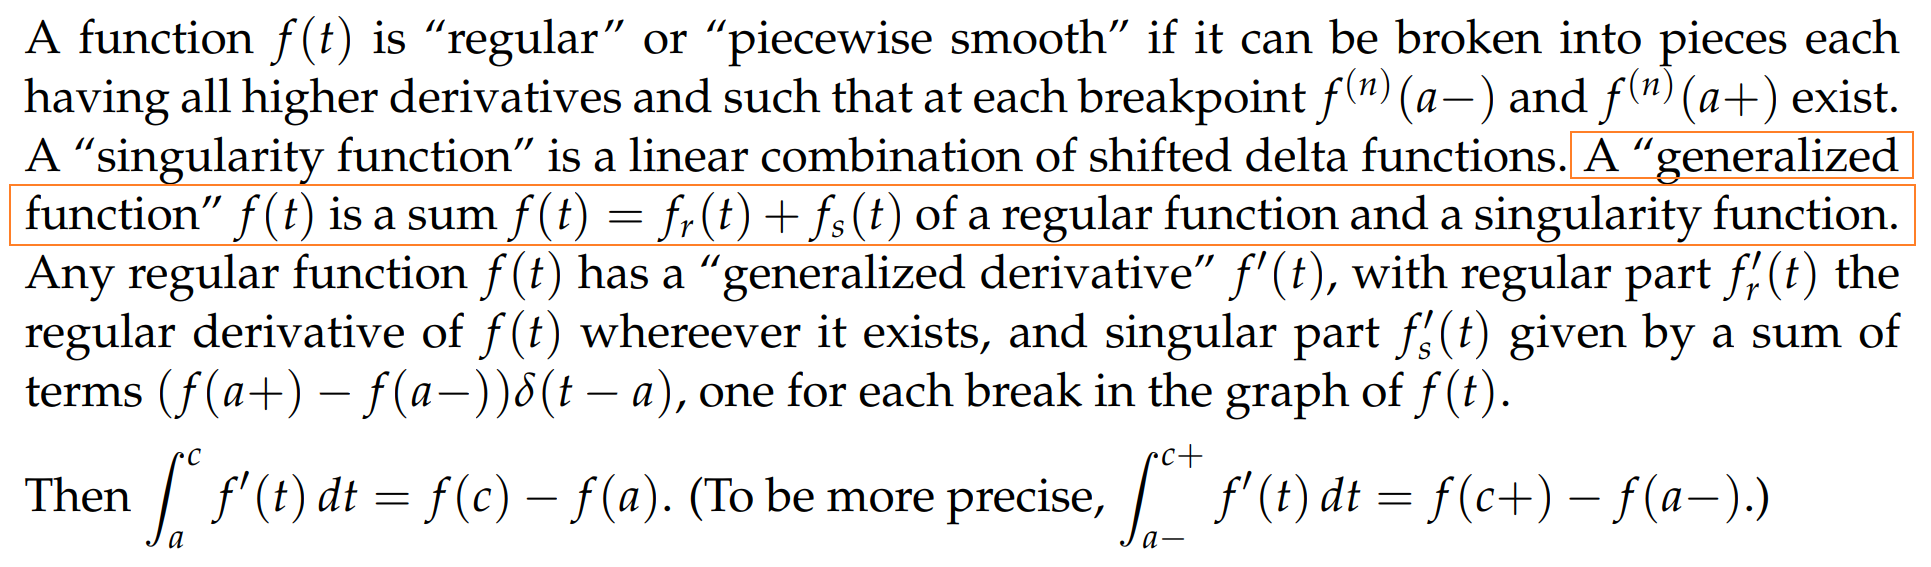 A function f(t) is “regular” or “piecewise smooth” if it can be broken into pieces each
having all higher derivatives and such that at each breakpoint f^{(n)}(a−) and f^{(n)}(a+) exist.
A “singularity function” is a linear combination of shifted delta functions. A “generalized
function” f(t) is a sum f(t) = f_r(t) + f_s(t) of a regular function and a singularity function.
Any regular function f(t) has a “generalized derivative” f′(t), with regular part f′_r(t) the
regular derivative of f(t) whereever it exists, and singular part f′_s(t) given by a sum of
terms (f(a+) − f(a−))δ(t − a), one for each break in the graph of f(t).
Then ∫_a^c f′(t) dt = f(c) − f(a). (To be more precise, ∫_{a−}^{c+} f′(t) dt = f(c+) − f(a−).)